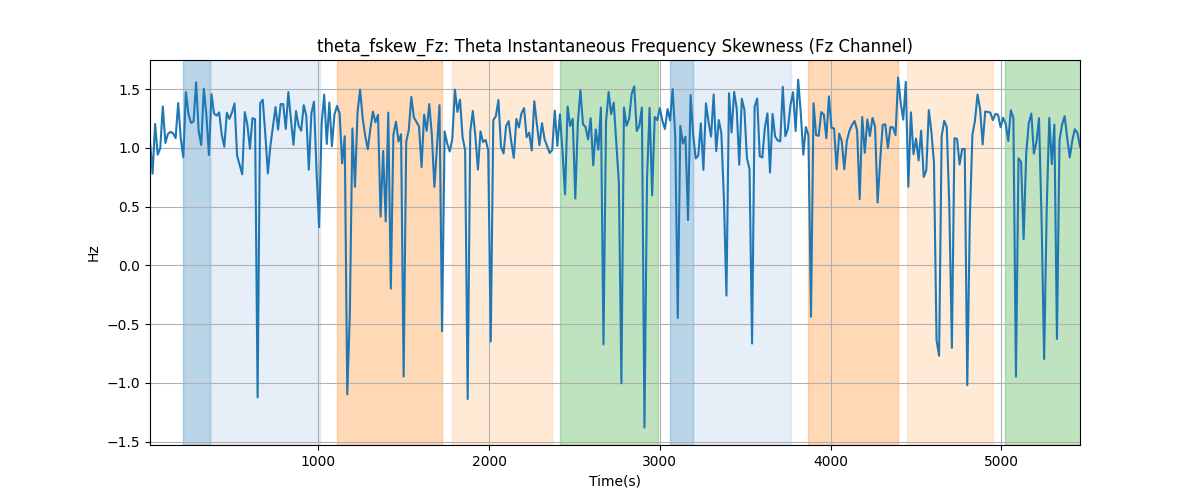 theta_fskew_Fz: Theta Instantaneous Frequency Skewness (Fz Channel)
1.5
1.0
0.5
0.0
−0.5
−1.0
−1.5
Hz
1000 2000 3000 4000 5000
Time(s)